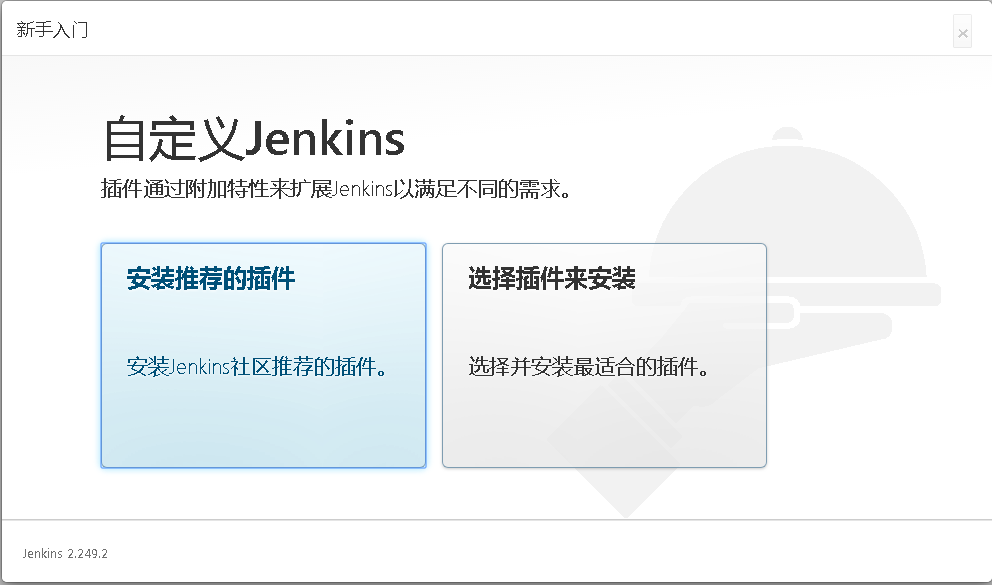 新手入门
×
自定义Jenkins
插件通过附加特性来扩展Jenkins以满足不同的需求。
安装推荐的插件
安装Jenkins社区推荐的插件。
选择插件来安装
选择并安装最适合的插件。
Jenkins 2.249.2